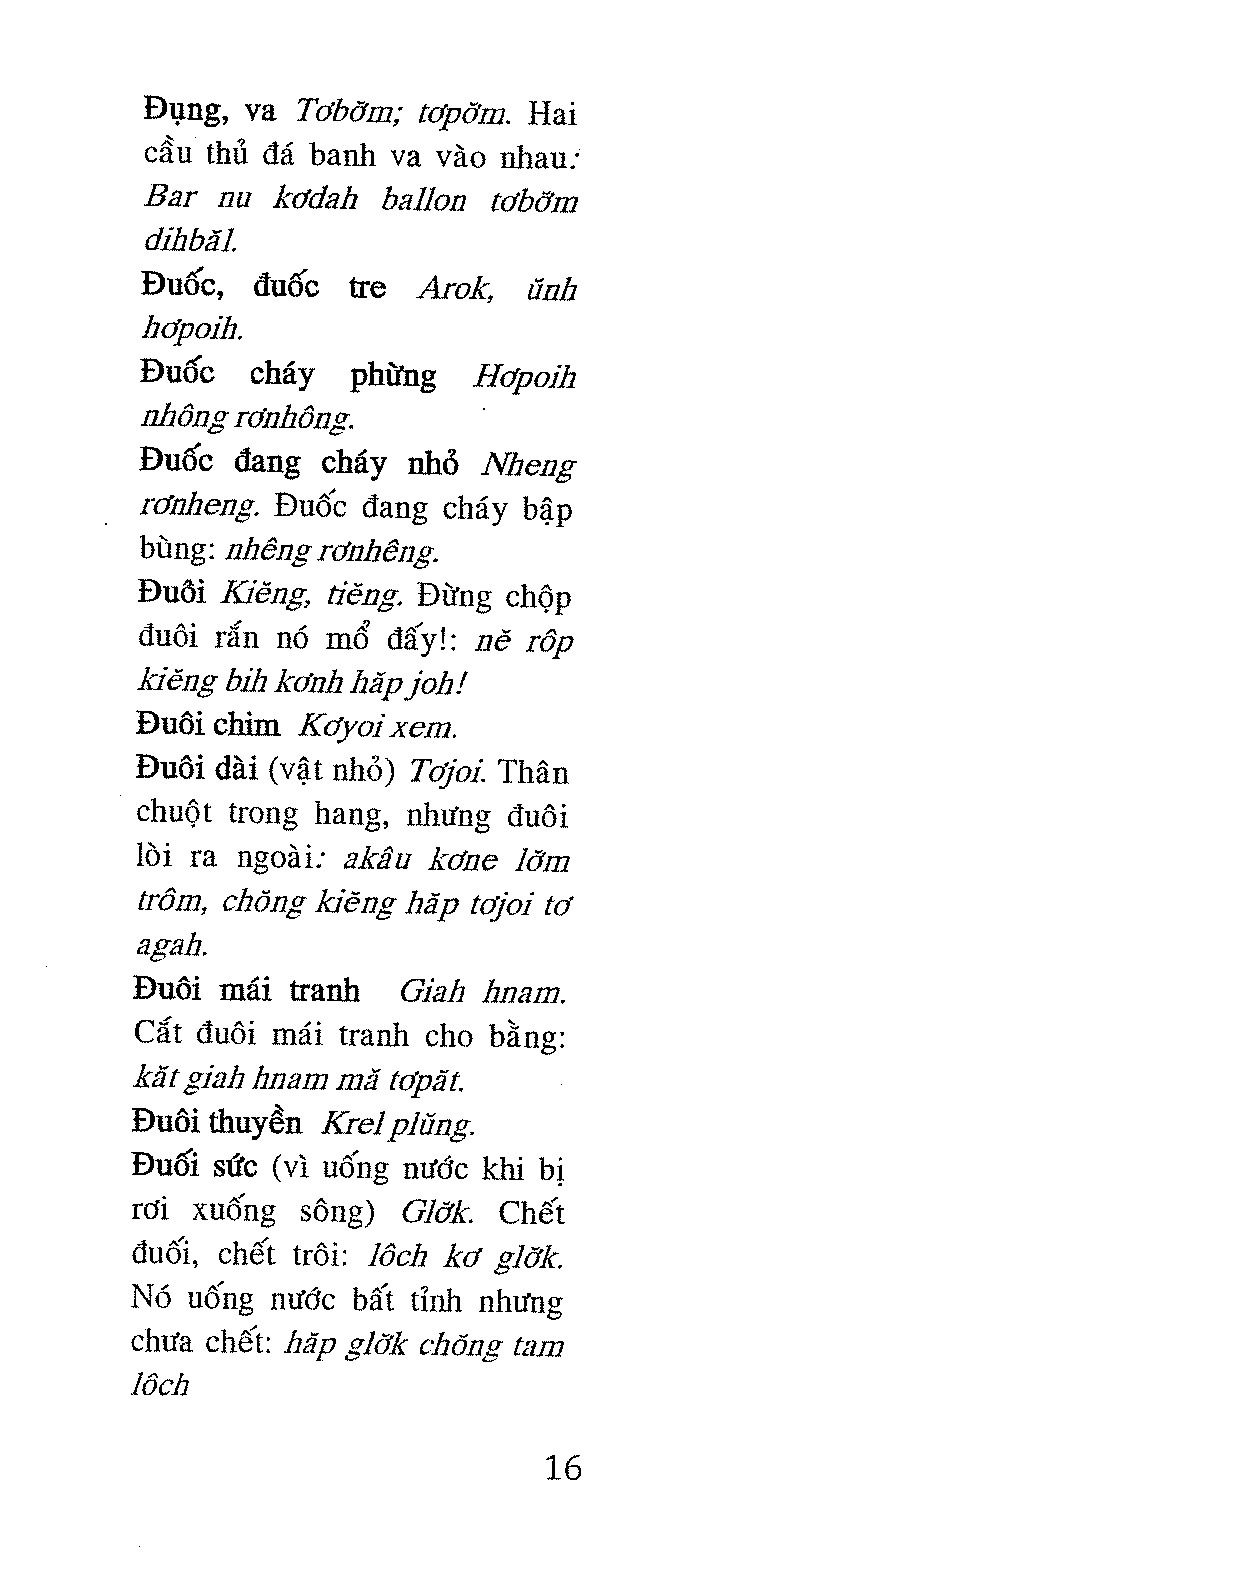 Đụng, va Tơbơ̆m; tơpơ̆m. Hai
cầu thủ đá banh va vào nhau:
Bar nu kơdah ballon tơbơ̆m
dihbăl.
Đuốc, đuốc tre Arok, ŭnh
hơpoih.
Đuốc cháy phừng Hơpoih
nhông rơnhông.
Đuốc đang cháy nhỏ Nheng
rơnheng. Đuốc đang cháy bập
bùng: nhêng rơnhêng.
Đuôi Kiĕng, tiĕng. Đừng chộp
đuôi rắn nó mổ đấy!: nĕ rôp
kiĕng bih kơnh hăp joh!
Đuôi chim Kơyoi xem.
Đuôi dài (vật nhỏ) Tơjoi. Thân
chuột trong hang, nhưng đuôi
lòi ra ngoài: akâu kơne lơ̆m
trôm, chŏng kiĕng hăp tơjoi tơ
agah.
Đuôi mái tranh Giah hnam.
Cắt đuôi mái tranh cho bằng:
kăt giah hnam mă tơpăt.
Đuôi thuyền Krel plŭng.
Đuối sức (vì uống nước khi bị
rơi xuống sông) Glơ̆k. Chết
đuối, chết trôi: lôch kơ glơ̆k.
Nó uống nước bất tỉnh nhưng
chưa chết: hăp glơ̆k chŏng tam
lôch
16